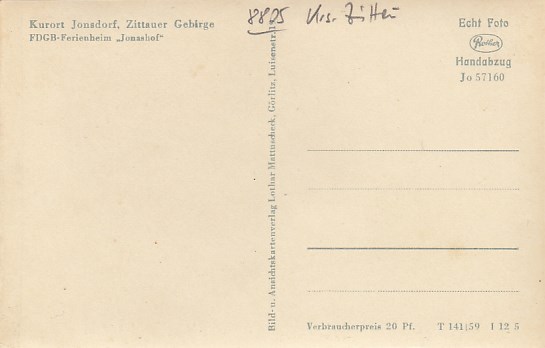 Kurort Jonsdorf, Zittauer Gebirge
FDGB-Ferienheim „Jonashof“
8805 Krs. Zittau
Echt Foto
Rother
Handabzug
Jo 57160
Bild- u. Ansichtskartenverlag Lothar Mattuscheck, Görlitz, Luisenstr.
Verbraucherpreis 20 Pf. T 141|59 I 12 5